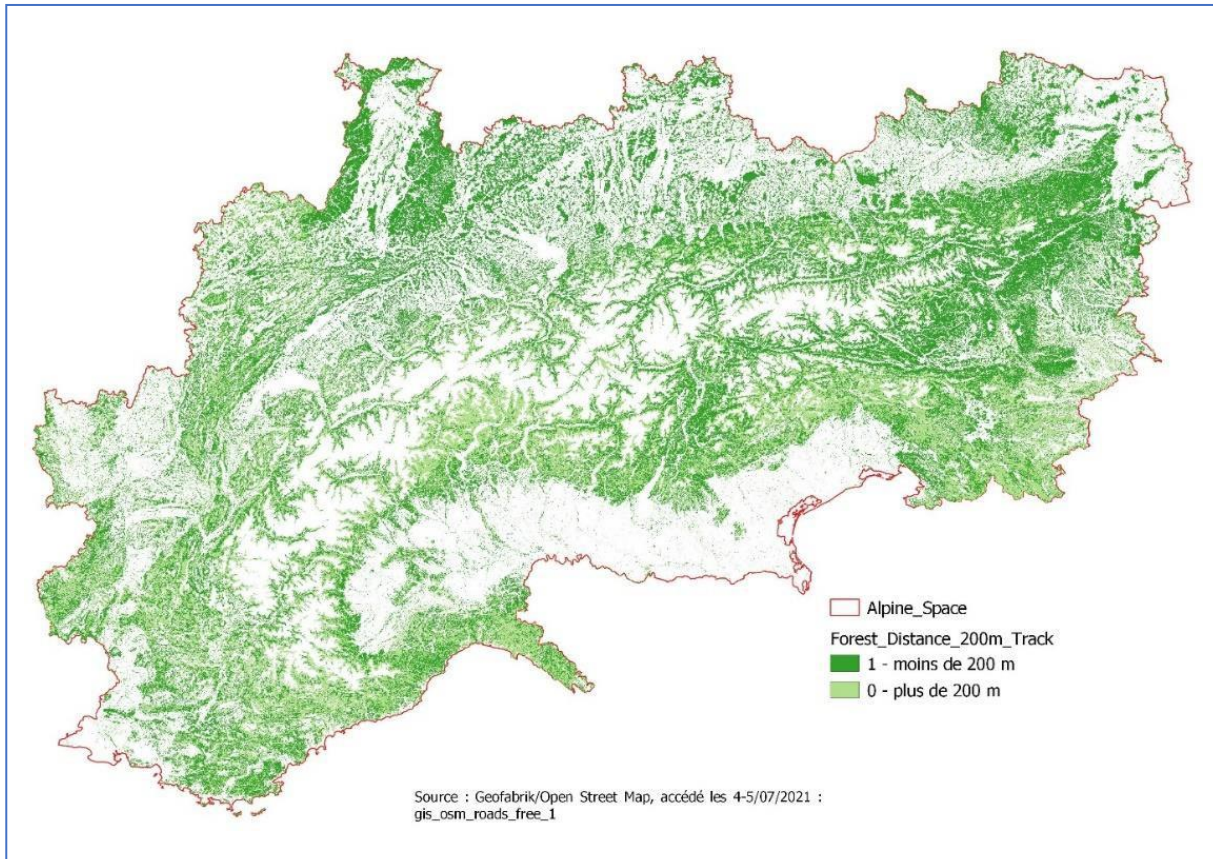 Alpine_Space
Forest_Distance_200m_Track
1 - moins de 200 m
0 - plus de 200 m
Source : Geofabrik/Open Street Map, accédé les 4-5/07/2021 :
gis_osm_roads_free_1